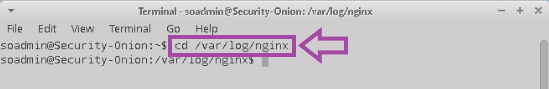 Terminal - soadmin@Security-Onion: /var/log/nginx
File Edit View Terminal Go Help
soadmin@Security-Onion:~$ cd /var/log/nginx
soadmin@Security-Onion:/var/log/nginx$